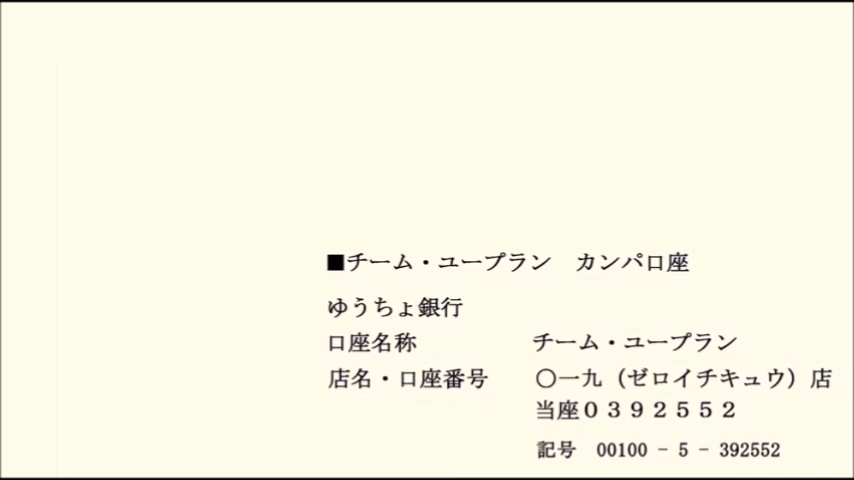 ■チーム・ユープラン　カンパ口座
ゆうちょ銀行
口座名称　チーム・ユープラン
店名・口座番号　〇一九（ゼロイチキュウ）店
当座０３９２５５２
記号　00100 － 5 － 392552